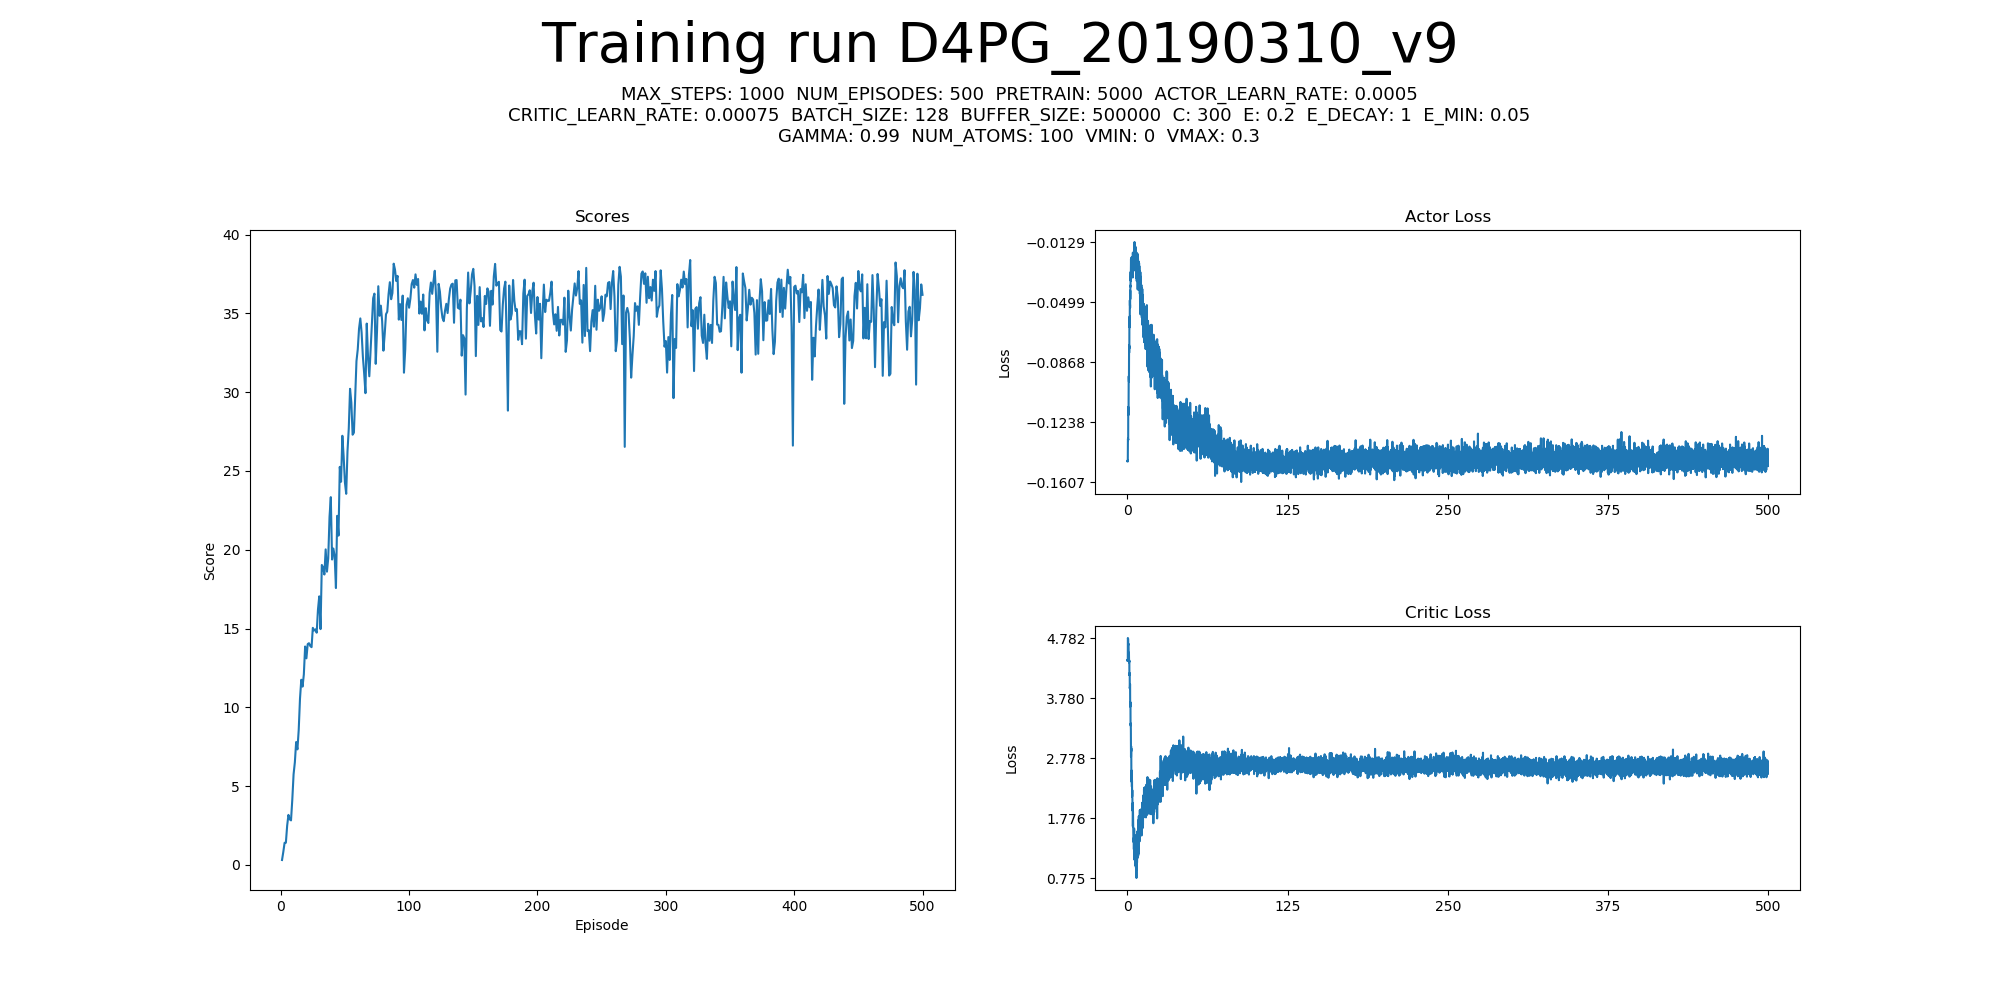 Training run D4PG_20190310_v9
MAX_STEPS: 1000  NUM_EPISODES: 500  PRETRAIN: 5000  ACTOR_LEARN_RATE: 0.0005
CRITIC_LEARN_RATE: 0.00075  BATCH_SIZE: 128  BUFFER_SIZE: 500000  C: 300  E: 0.2  E_DECAY: 1  E_MIN: 0.05
GAMMA: 0.99  NUM_ATOMS: 100  VMIN: 0  VMAX: 0.3
Scores
40
35
30
25
20
15
10
5
0
Score
0 100 200 300 400 500
Episode
Actor Loss
−0.0129
−0.0499
−0.0868
−0.1238
−0.1607
Loss
0 125 250 375 500
Critic Loss
4.782
3.780
2.778
1.776
0.775
Loss
0 125 250 375 500